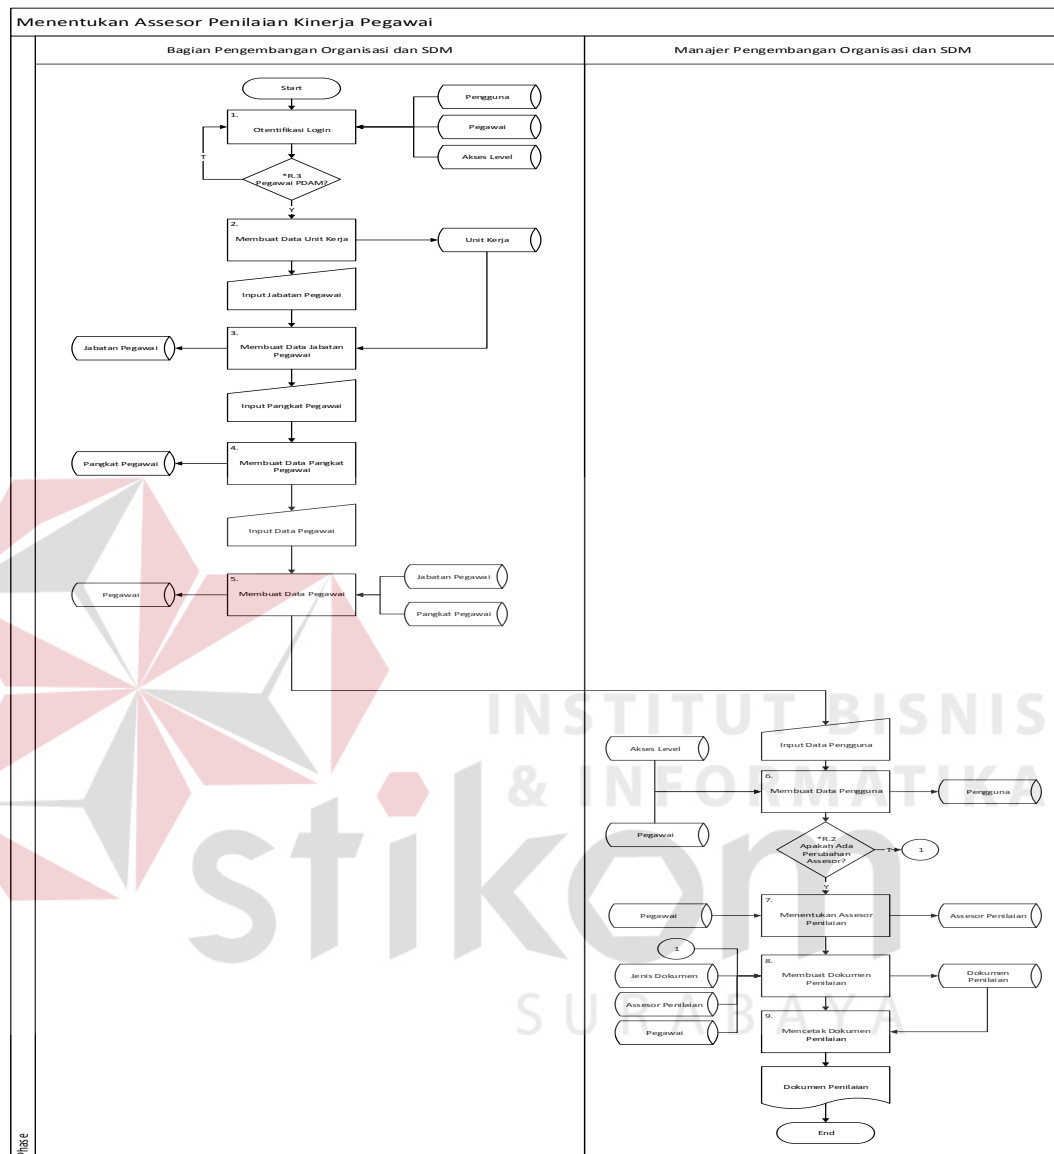 Menentukan Assesor Penilaian Kinerja Pegawai
Bagian Pengembangan Organisasi dan SDM
Manajer Pengembangan Organisasi dan SDM
Start
1.
Otentifikasi Login
Pengguna
Pegawai
Akses Level
T
*R.3
Pegawai PDAM?
Y
2.
Membuat Data Unit Kerja
Unit Kerja
Input Jabatan Pegawai
3.
Membuat Data Jabatan
Pegawai
Jabatan Pegawai
Input Pangkat Pegawai
4.
Membuat Data Pangkat
Pegawai
Pangkat Pegawai
Input Data Pegawai
5.
Membuat Data Pegawai
Pegawai
Jabatan Pegawai
Pangkat Pegawai
Input Data Pengguna
Akses Level
6.
Membuat Data Pengguna
Pengguna
Pegawai
*R.2
Apakah Ada
Perubahan
Assesor?
T
1
Y
7.
Menentukan Assesor
Penilaian
Pegawai
Assesor Penilaian
1
8.
Membuat Dokumen
Penilaian
Jenis Dokumen
Assesor Penilaian
Pegawai
Dokumen
Penilaian
9.
Mencetak Dokumen
Penilaian
Dokumen Penilaian
End
Phase
INSTITUT BISNIS
& INFORMATIKA
stikom
SURABAYA